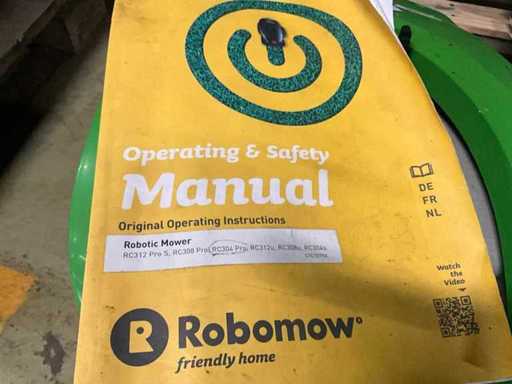 Operating & Safety
Manual
Original Operating Instructions
DE
FR
NL
Robotic Mower
RC312 Pro S, RC308 Pro, RC304 Pro, RC312u, RC308u, RC304u
Watch
the
Video
R Robomow®
friendly home